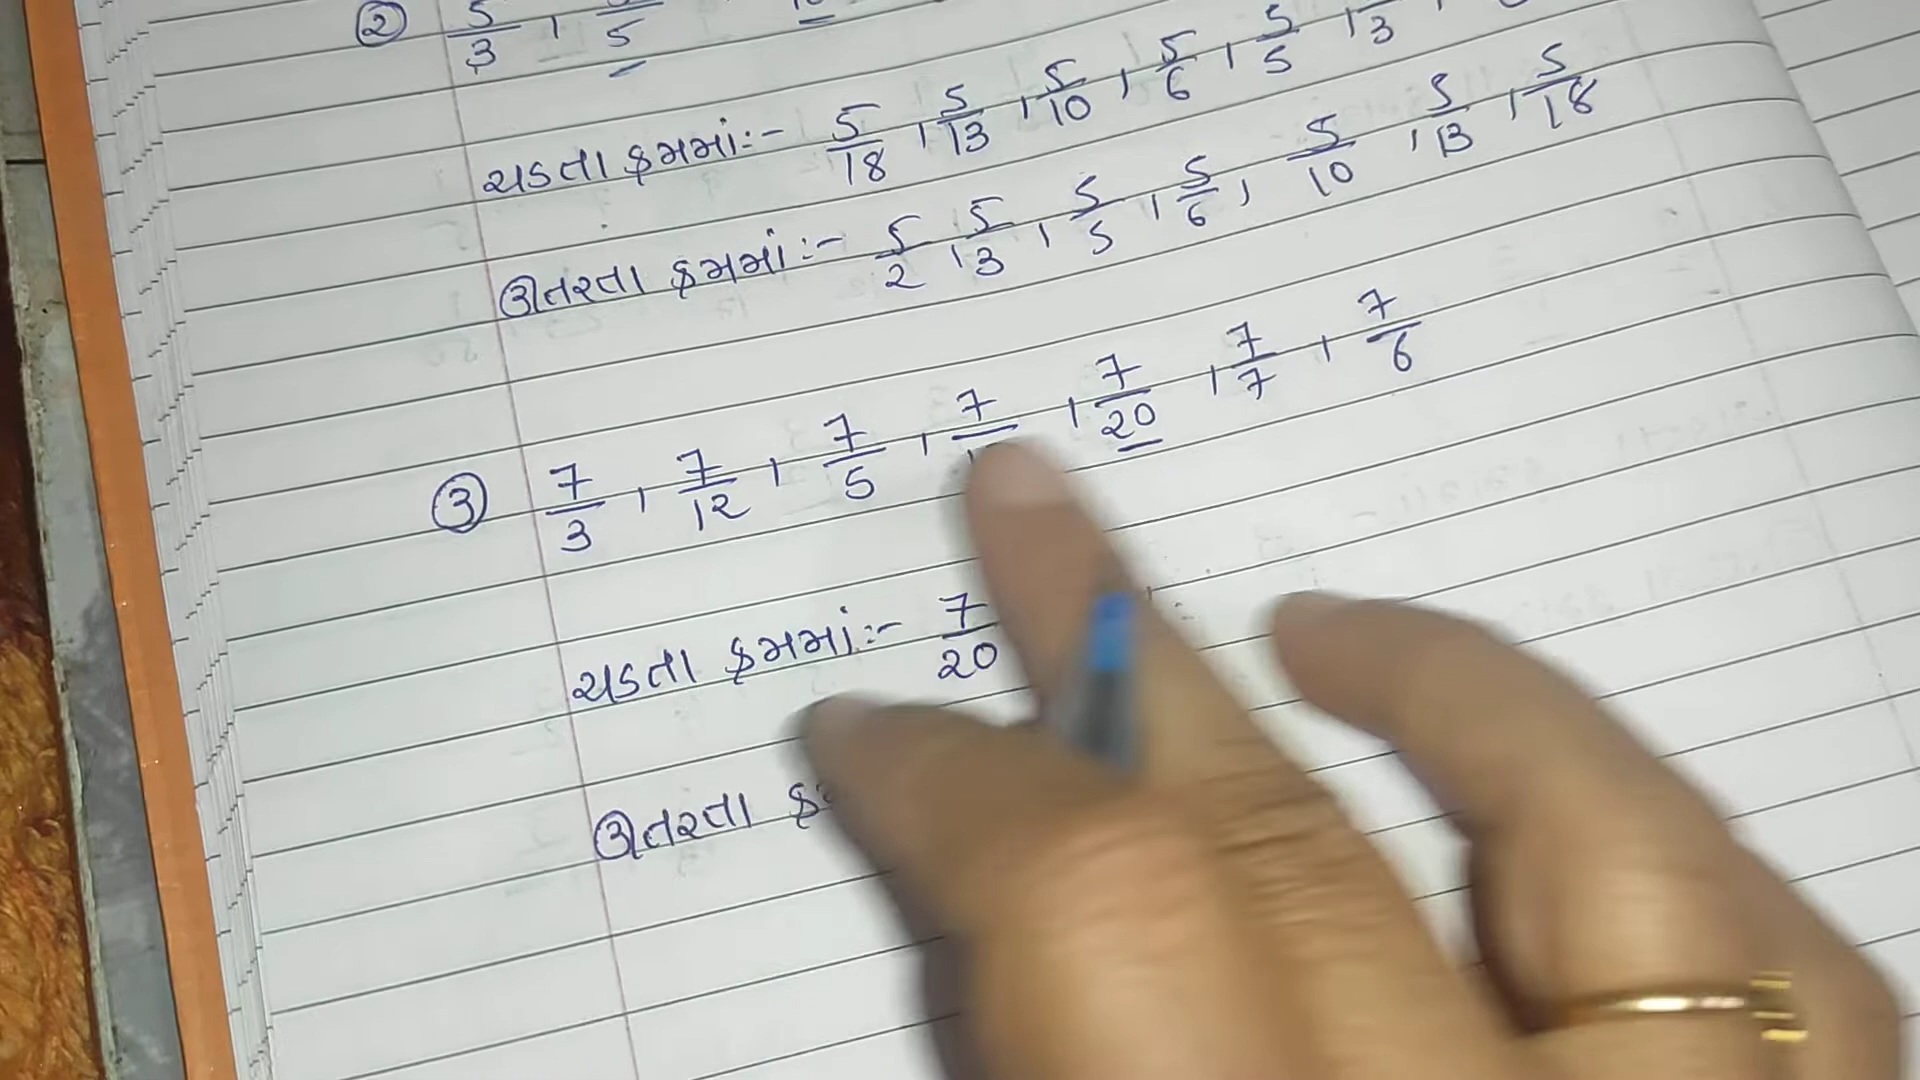 ② 5/3 , /5
ચડતા ક્રમમાં:- 5/18 , 5/13 , 5/10 , 5/6 , 5/5 , /3 ,
ઊતરતા ક્રમમાં:- 5/2 , 5/3 , 5/5 , 5/6 , 5/10 , 5/13 , 5/18
③ 7/3 , 7/12 , 7/5 , 7/ , 7/20 , 7/7 , 7/6
ચડતા ક્રમમાં:- 7/20
ઊતરતા